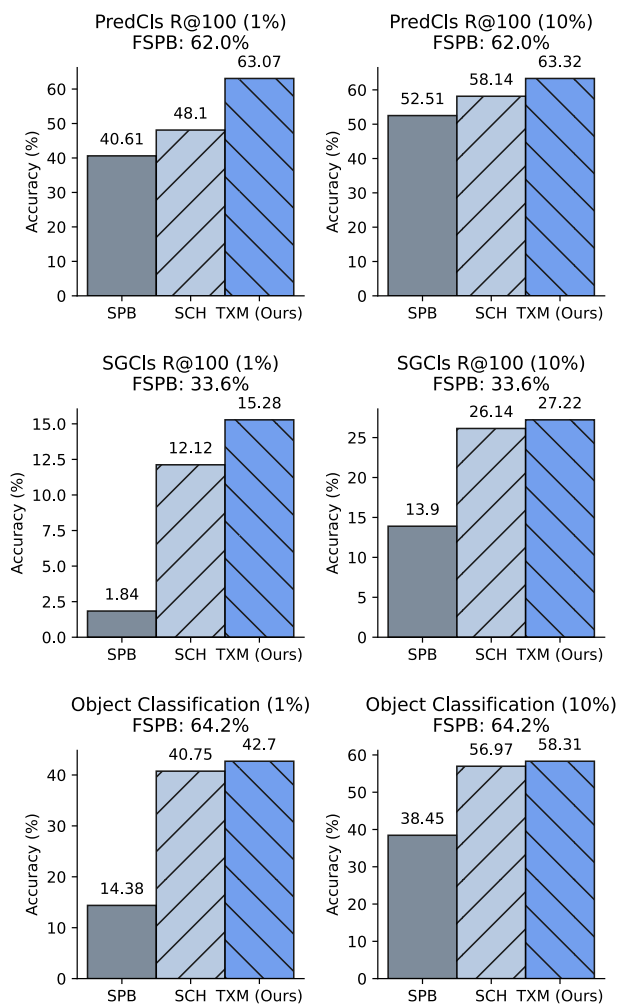 PredCls R@100 (1%)
FSPB: 62.0%
63.07
48.1
40.61
Accuracy (%)
60
50
40
30
20
10
0
SPB
SCH
TXM (Ours)
PredCls R@100 (10%)
FSPB: 62.0%
63.32
58.14
52.51
Accuracy (%)
60
50
40
30
20
10
0
SPB
SCH
TXM (Ours)
SGCls R@100 (1%)
FSPB: 33.6%
15.28
12.12
1.84
Accuracy (%)
15.0
12.5
10.0
7.5
5.0
2.5
0.0
SPB
SCH
TXM (Ours)
SGCls R@100 (10%)
FSPB: 33.6%
27.22
26.14
13.9
Accuracy (%)
25
20
15
10
5
0
SPB
SCH
TXM (Ours)
Object Classification (1%)
FSPB: 64.2%
42.7
40.75
14.38
Accuracy (%)
40
30
20
10
0
SPB
SCH
TXM (Ours)
Object Classification (10%)
FSPB: 64.2%
58.31
56.97
38.45
Accuracy (%)
60
50
40
30
20
10
0
SPB
SCH
TXM (Ours)